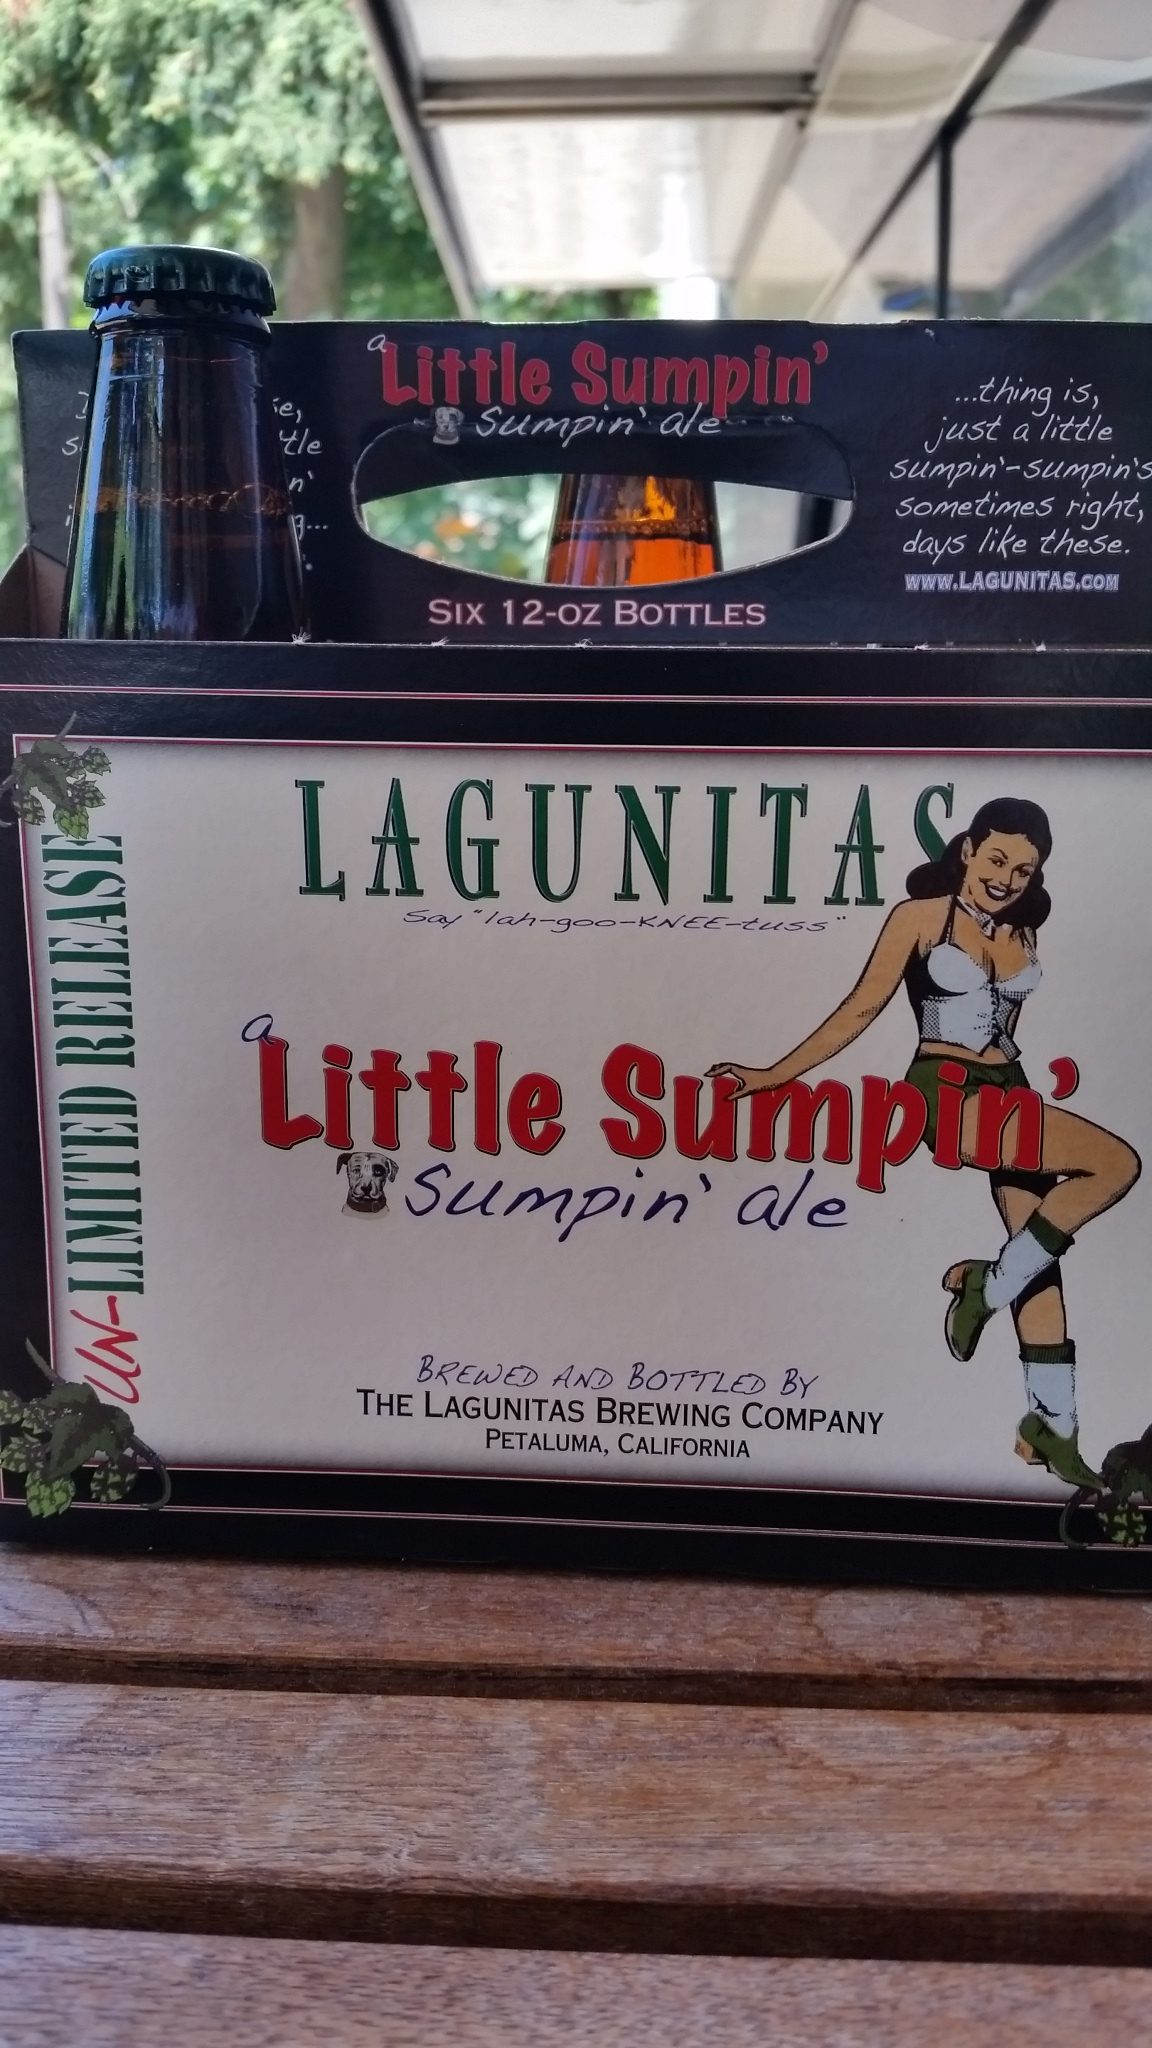 a
Little Sumpin'
Sumpin' ale
...thing is,
just a little
sumpin'-sumpin's
sometimes right,
days like these.
www.LAGUNITAS.com
SIX 12-OZ BOTTLES
LAGUNITAS
Say "lah-goo-KNEE-tuss"
UN-LIMITED RELEASE
a
Little Sumpin'
Sumpin' ale
BREWED AND BOTTLED BY
THE LAGUNITAS BREWING COMPANY
PETALUMA, CALIFORNIA